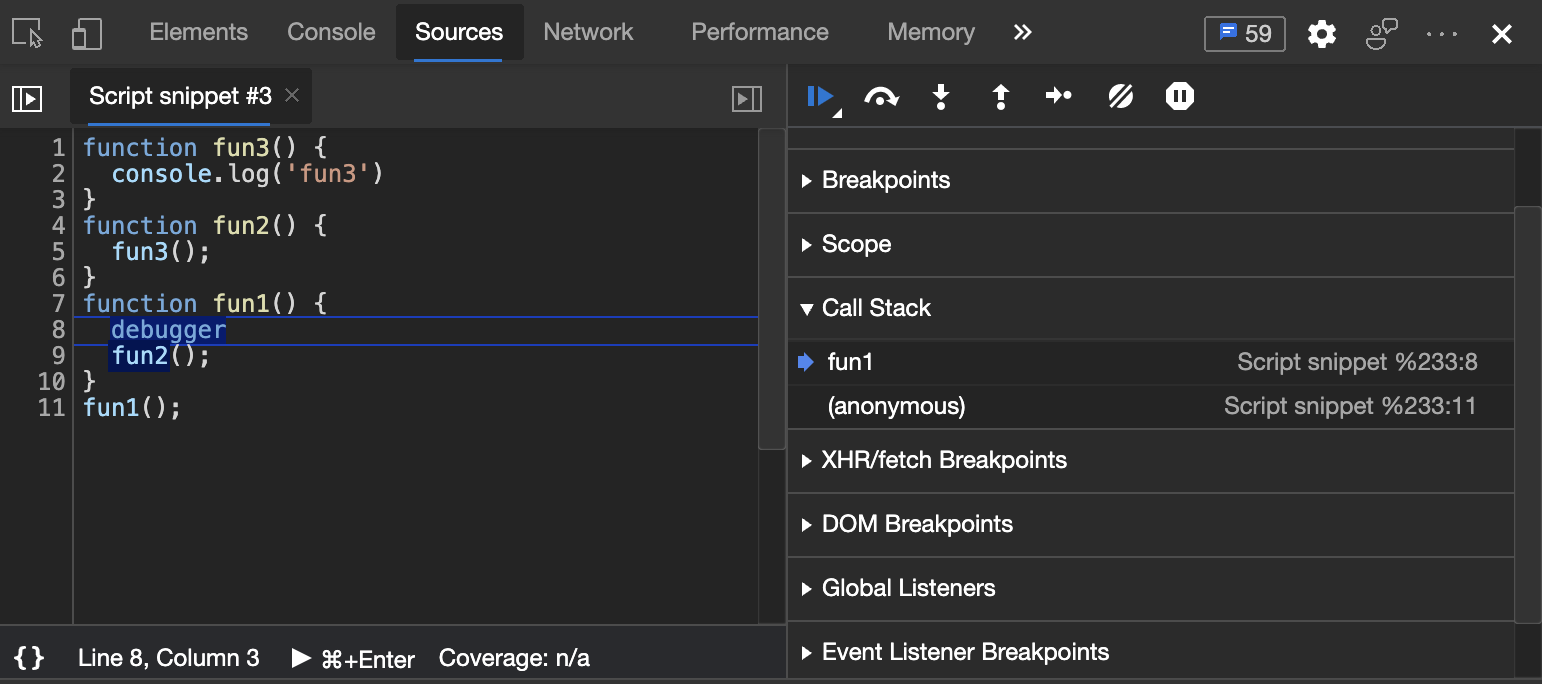 Elements Console Sources Network Performance Memory 59
Script snippet #3
1 function fun3() {
2   console.log('fun3')
3 }
4 function fun2() {
5   fun3();
6 }
7 function fun1() {
8   debugger
9   fun2();
10 }
11 fun1();
{} Line 8, Column 3 ⌘+Enter Coverage: n/a
Breakpoints
Scope
Call Stack
fun1 Script snippet %233:8
(anonymous) Script snippet %233:11
XHR/fetch Breakpoints
DOM Breakpoints
Global Listeners
Event Listener Breakpoints